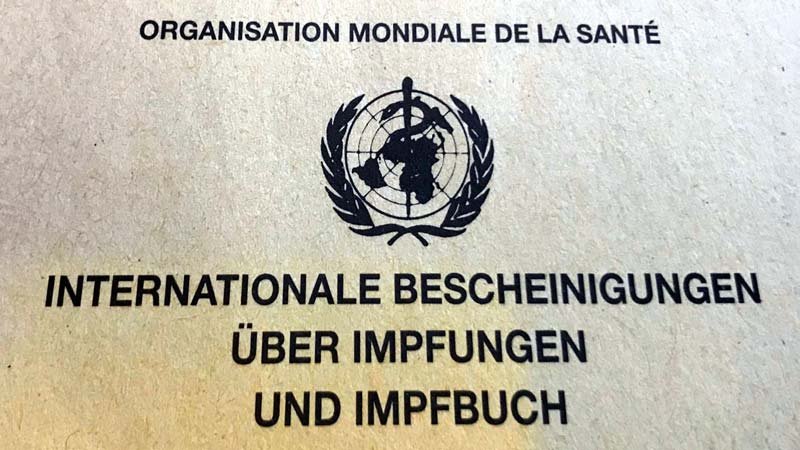 ORGANISATION MONDIALE DE LA SANTÉ
INTERNATIONALE BESCHEINIGUNGEN
ÜBER IMPFUNGEN
UND IMPFBUCH